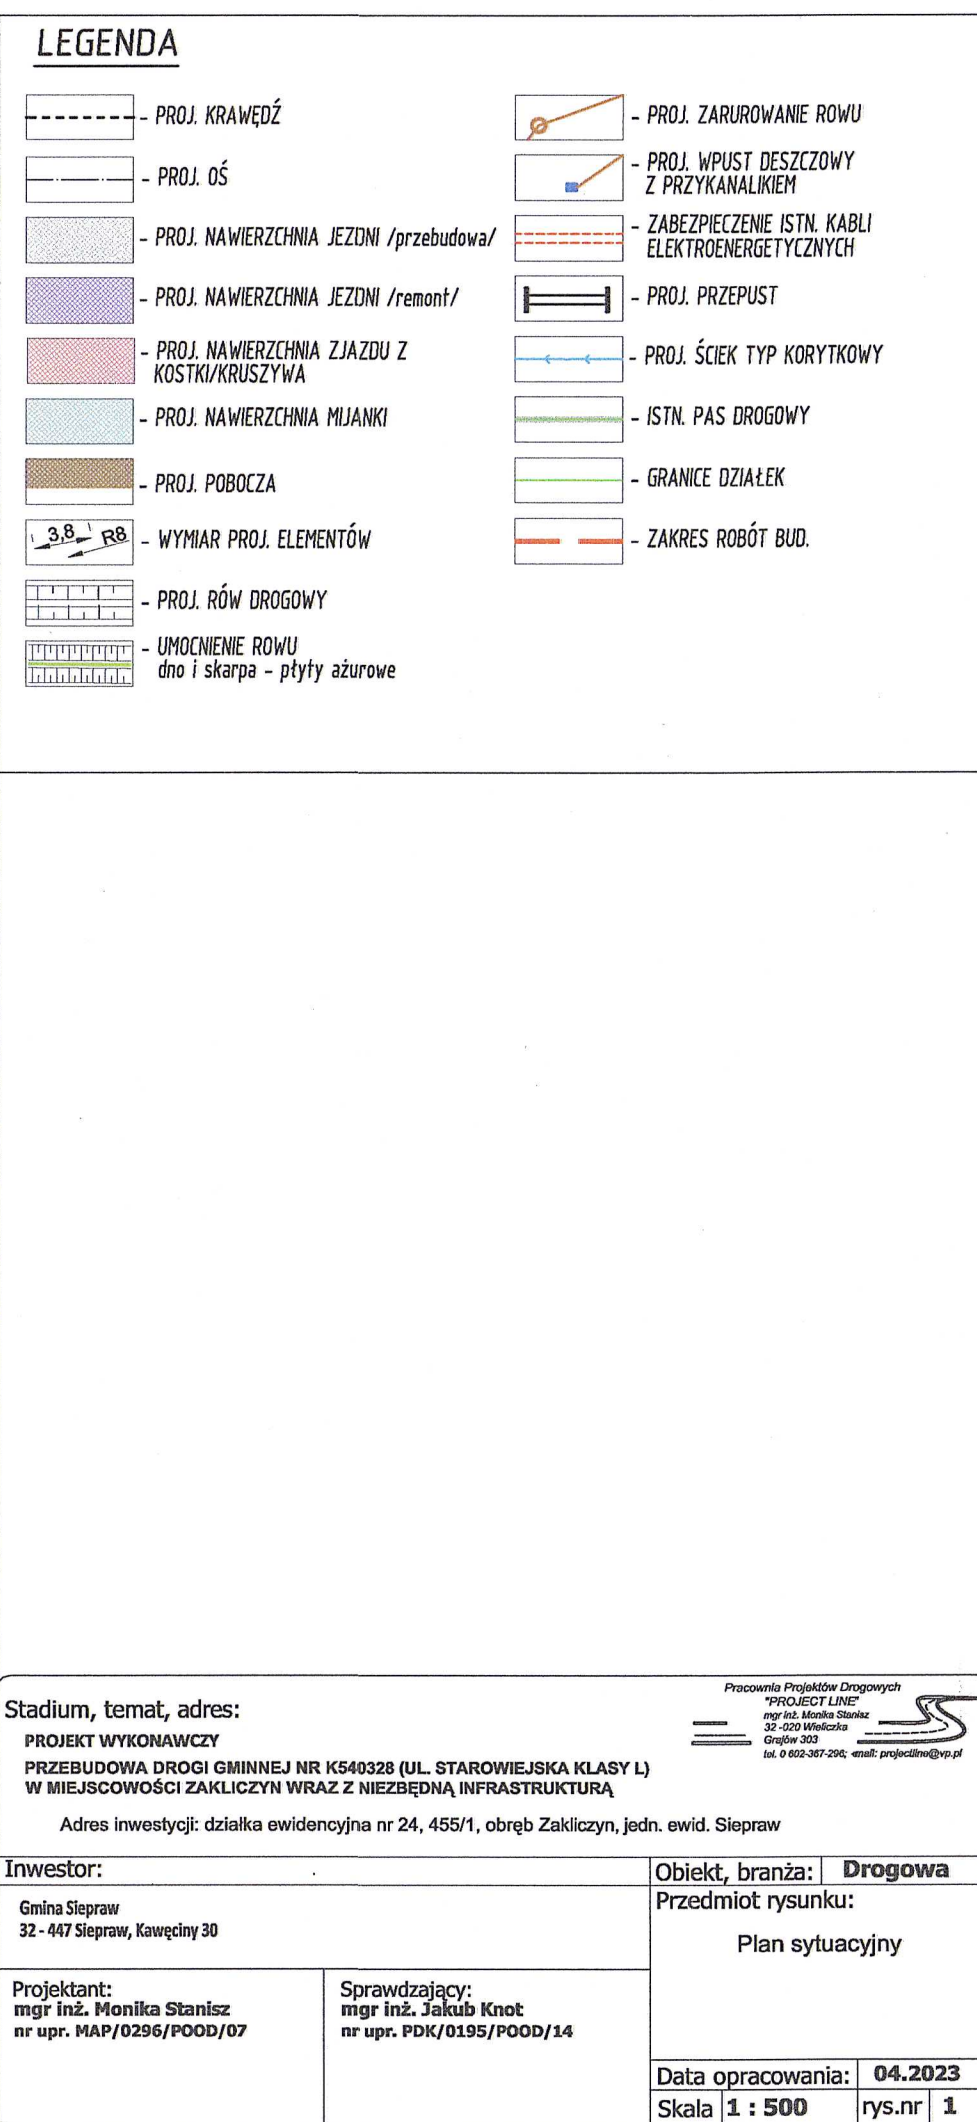 LEGENDA
- PROJ. KRAWĘDŹ
- PROJ. OŚ
- PROJ. NAWIERZCHNIA JEZDNI /przebudowa/
- PROJ. NAWIERZCHNIA JEZDNI /remont/
- PROJ. NAWIERZCHNIA ZJAZDU Z
KOSTKI/KRUSZYWA
- PROJ. NAWIERZCHNIA MIJANKI
- PROJ. POBOCZA
3,8 R8 - WYMIAR PROJ. ELEMENTÓW
- PROJ. RÓW DROGOWY
- UMOCNIENIE ROWU
dno i skarpa - płyty ażurowe
- PROJ. ZARUROWANIE ROWU
- PROJ. WPUST DESZCZOWY
Z PRZYKANALIKIEM
- ZABEZPIECZENIE ISTN. KABLI
ELEKTROENERGETYCZNYCH
- PROJ. PRZEPUST
- PROJ. ŚCIEK TYP KORYTKOWY
- ISTN. PAS DROGOWY
- GRANICE DZIAŁEK
- ZAKRES ROBÓT BUD.
Pracownia Projektów Drogowych
"PROJECT LINE"
mgr inż. Monika Stanisz
32 -020 Wieliczka
Grajów 303
tel. 0 602-367-296; email: projectline@vp.pl
Stadium, temat, adres:
PROJEKT WYKONAWCZY
PRZEBUDOWA DROGI GMINNEJ NR K540328 (UL. STAROWIEJSKA KLASY L)
W MIEJSCOWOŚCI ZAKLICZYN WRAZ Z NIEZBĘDNĄ INFRASTRUKTURĄ
Adres inwestycji: działka ewidencyjna nr 24, 455/1, obręb Zakliczyn, jedn. ewid. Siepraw
Inwestor:
Gmina Siepraw
32 - 447 Siepraw, Kawęciny 30
Obiekt, branża: Drogowa
Przedmiot rysunku:
Plan sytuacyjny
Projektant:
mgr inż. Monika Stanisz
nr upr. MAP/0296/POOD/07
Sprawdzający:
mgr inż. Jakub Knot
nr upr. PDK/0195/POOD/14
Data opracowania: 04.2023
Skala 1 : 500 rys.nr 1